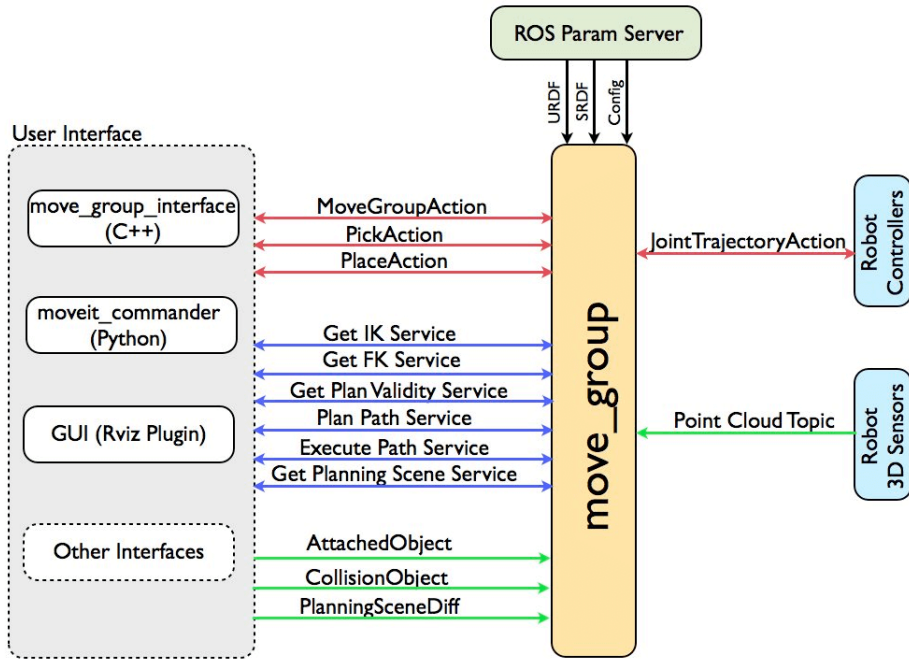 ROS Param Server
URDF
SRDF
Config
User Interface
move_group_interface
(C++)
moveit_commander
(Python)
GUI (Rviz Plugin)
Other Interfaces
MoveGroupAction
PickAction
PlaceAction
Get IK Service
Get FK Service
Get Plan Validity Service
Plan Path Service
Execute Path Service
Get Planning Scene Service
AttachedObject
CollisionObject
PlanningSceneDiff
move_group
JointTrajectoryAction
Robot
Controllers
Point Cloud Topic
Robot
3D Sensors